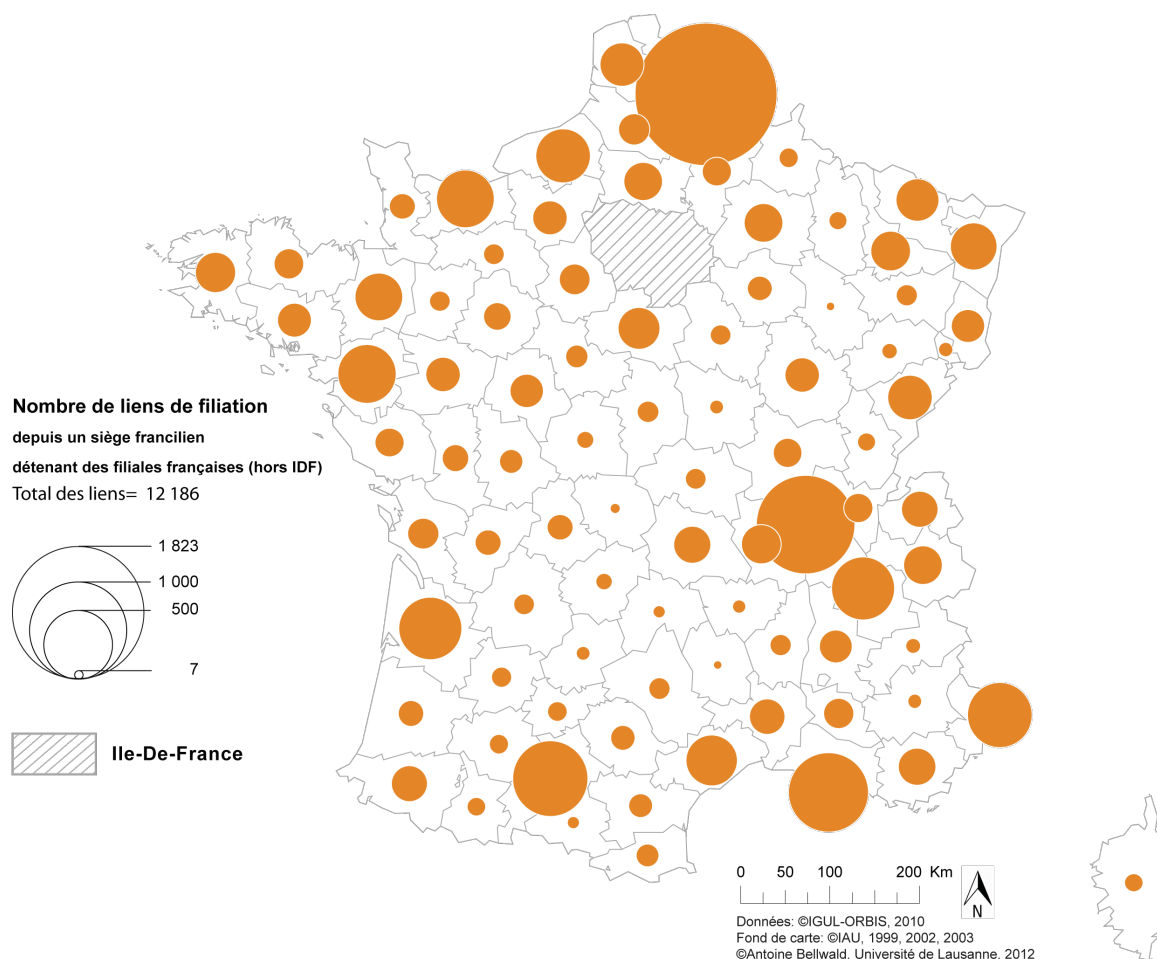 Nombre de liens de filiation
depuis un siège francilien
détenant des filiales françaises (hors IDF)
Total des liens= 12 186
1 823
1 000
500
7
Ile-De-France
0 50 100 200 Km
N
Données: ©IGUL-ORBIS, 2010
Fond de carte: ©IAU, 1999, 2002, 2003
©Antoine Bellwald, Université de Lausanne, 2012